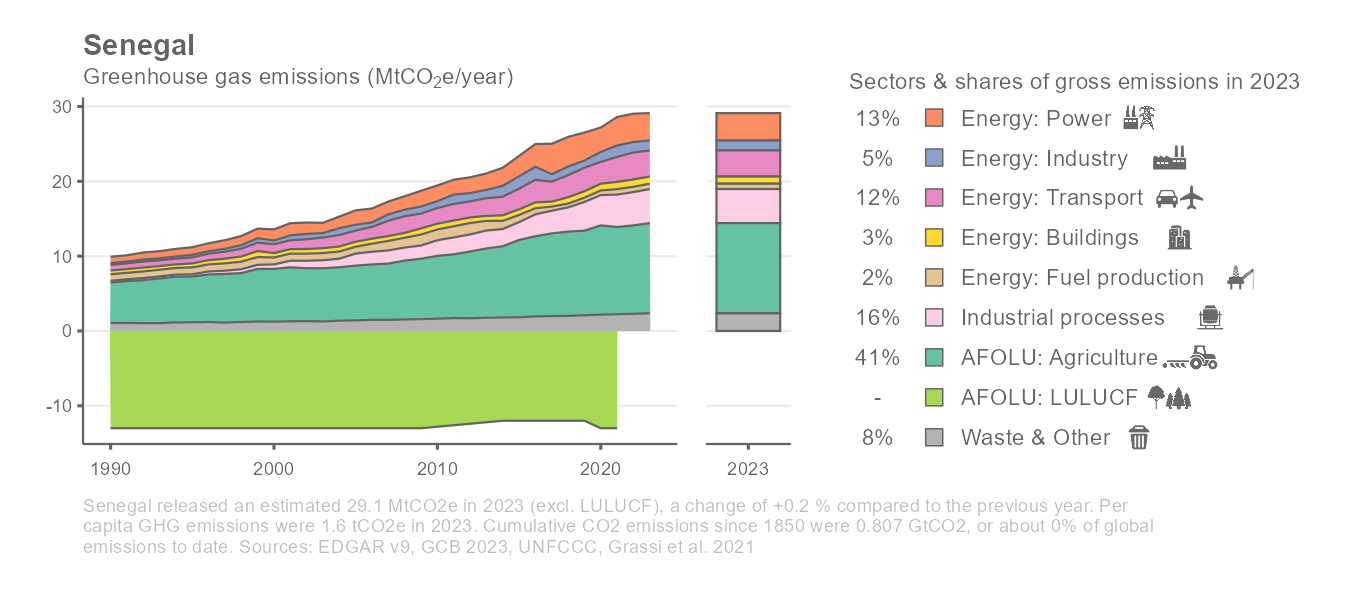 Senegal
Greenhouse gas emissions (MtCO₂e/year)
30
20
10
0
-10
1990
2000
2010
2020
2023
Sectors & shares of gross emissions in 2023
13% Energy: Power
5% Energy: Industry
12% Energy: Transport
3% Energy: Buildings
2% Energy: Fuel production
16% Industrial processes
41% AFOLU: Agriculture
- AFOLU: LULUCF
8% Waste & Other
Senegal released an estimated 29.1 MtCO2e in 2023 (excl. LULUCF), a change of +0.2 % compared to the previous year. Per
capita GHG emissions were 1.6 tCO2e in 2023. Cumulative CO2 emissions since 1850 were 0.807 GtCO2, or about 0% of global
emissions to date. Sources: EDGAR v9, GCB 2023, UNFCCC, Grassi et al. 2021